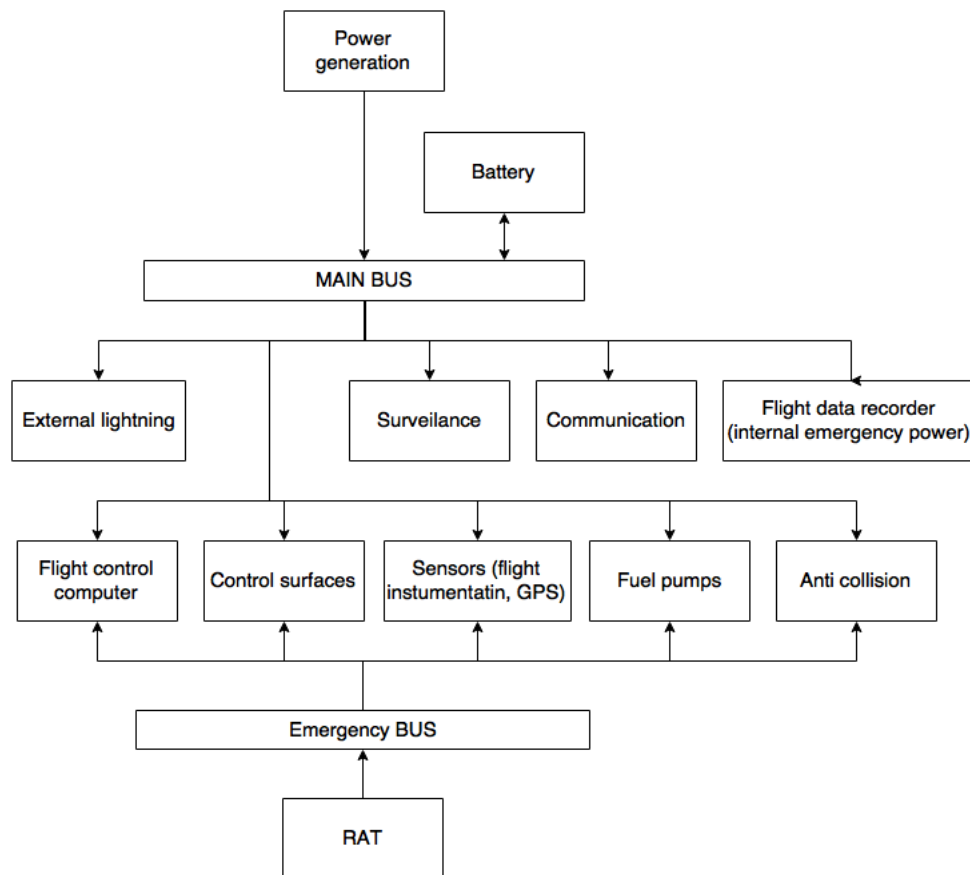 Power
generation
Battery
MAIN BUS
External lightning
Surveilance
Communication
Flight data recorder
(internal emergency power)
Flight control
computer
Control surfaces
Sensors (flight
instumentatin, GPS)
Fuel pumps
Anti collision
Emergency BUS
RAT